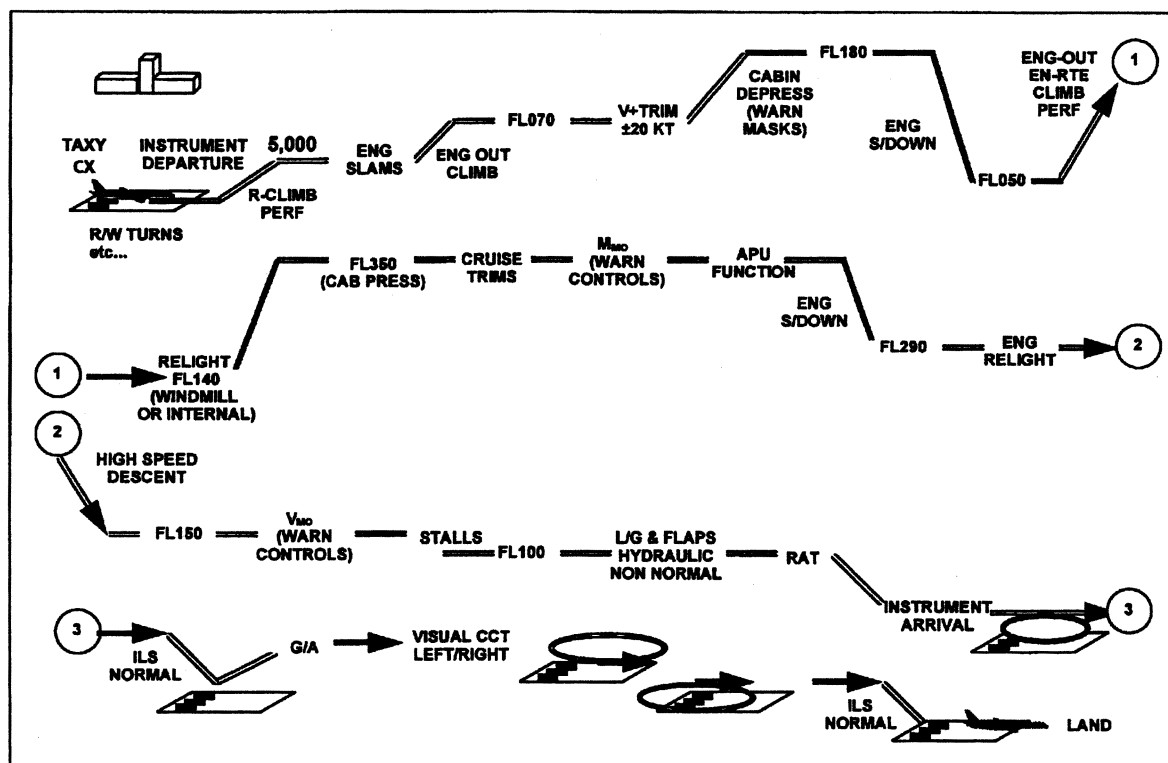 TAXY
CX
INSTRUMENT
DEPARTURE
5,000
R-CLIMB
PERF
R/W TURNS
etc...
ENG
SLAMS
ENG OUT
CLIMB
FL070
V+TRIM
±20 KT
CABIN
DEPRESS
(WARN
MASKS)
FL180
ENG
S/DOWN
FL050
ENG-OUT
EN-RTE
CLIMB
PERF
1
1
RELIGHT
FL140
(WINDMILL
OR INTERNAL)
FL350
(CAB PRESS)
CRUISE
TRIMS
MMO
(WARN
CONTROLS)
APU
FUNCTION
ENG
S/DOWN
FL290
ENG
RELIGHT
2
2
HIGH SPEED
DESCENT
FL150
VMO
(WARN
CONTROLS)
STALLS
FL100
L/G & FLAPS
HYDRAULIC
NON NORMAL
RAT
INSTRUMENT
ARRIVAL
3
3
ILS
NORMAL
G/A
VISUAL CCT
LEFT/RIGHT
ILS
NORMAL
LAND